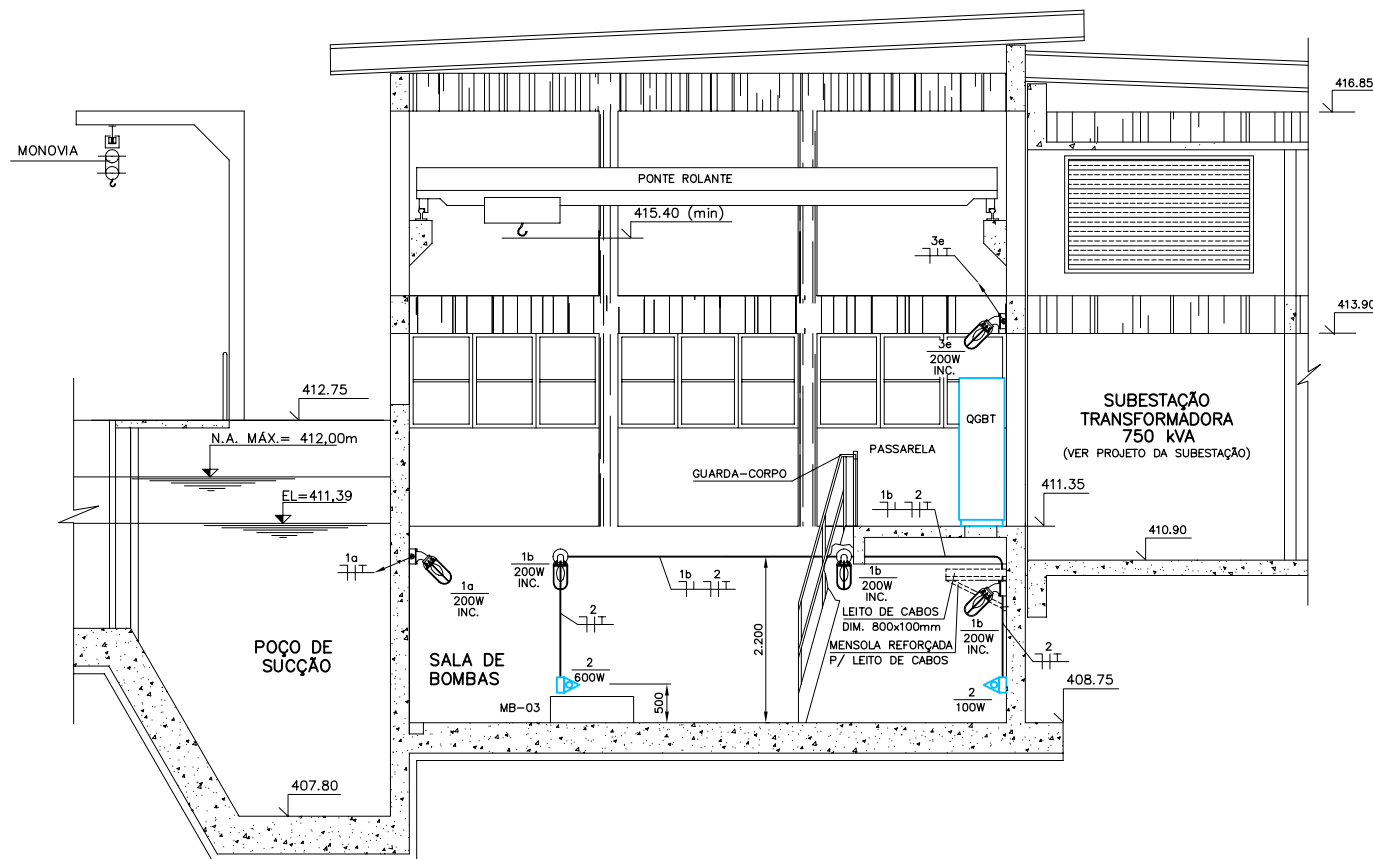 416.85
MONOVIA
PONTE ROLANTE
415.40 (min)
3e
413.90
3e
200W
INC.
412.75
SUBESTAÇÃO
TRANSFORMADORA
750 kVA
(VER PROJETO DA SUBESTAÇÃO)
QGBT
N.A. MÁX.= 412,00m
PASSARELA
GUARDA-CORPO
411.35
EL=411,39
1b 2
410.90
1a
1b
200W
INC.
1b 2
1b
200W
INC.
1a
200W
INC.
LEITO DE CABOS
DIM. 800x100mm
2
1b
200W
INC.
MENSOLA REFORÇADA
P/ LEITO DE CABOS
2
2.200
POÇO DE
SUCÇÃO
SALA DE
BOMBAS
2
600W
500
2
100W
408.75
MB-03
407.80